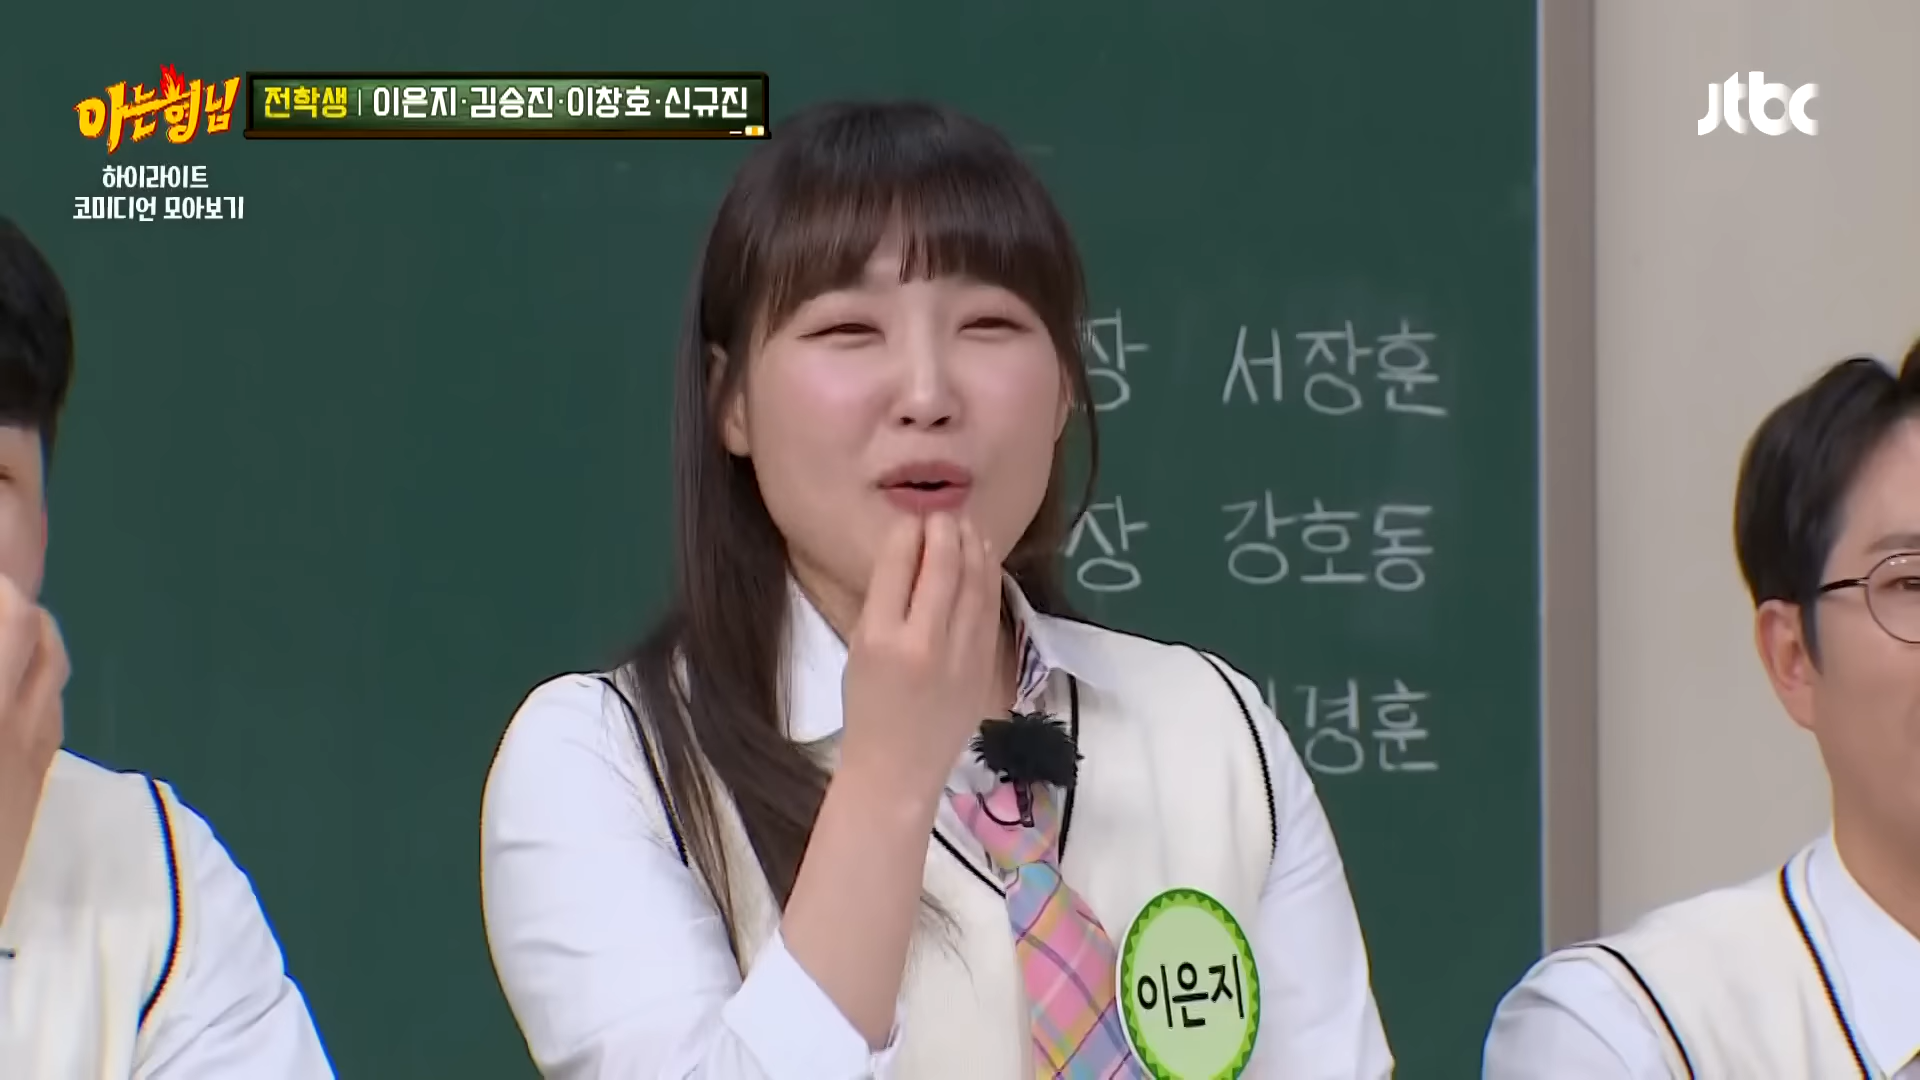 아는형님
전학생 | 이은지·김승진·이창호·신규진
jtbc
하이라이트
코미디언 모아보기
장 서장훈
장 강호동
경훈
이은지